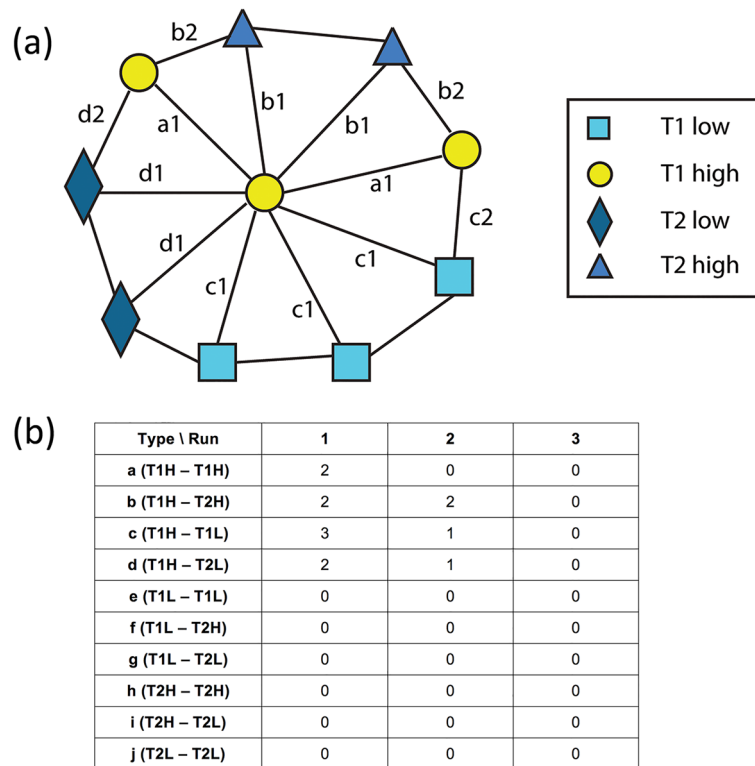 (a)
b2
b2
d2
a1
b1
b1
d1
a1
c2
d1
c1
c1
c1
T1 low
T1 high
T2 low
T2 high
(b)
Type \ Run 1 2 3
a (T1H – T1H) 2 0 0
b (T1H – T2H) 2 2 0
c (T1H – T1L) 3 1 0
d (T1H – T2L) 2 1 0
e (T1L – T1L) 0 0 0
f (T1L – T2H) 0 0 0
g (T1L – T2L) 0 0 0
h (T2H – T2H) 0 0 0
i (T2H – T2L) 0 0 0
j (T2L – T2L) 0 0 0